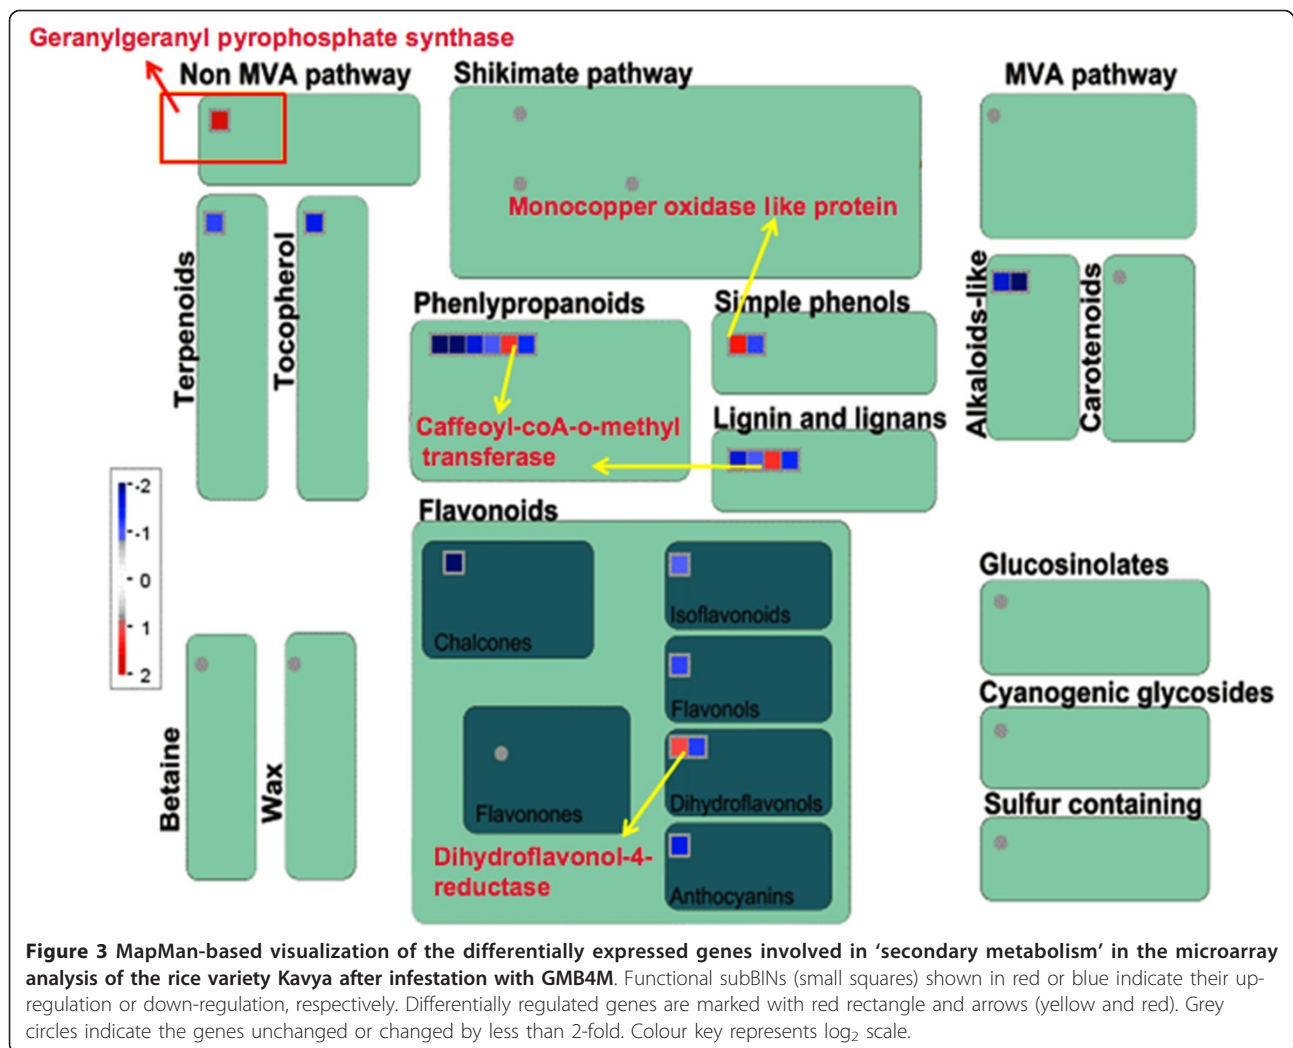 Geranylgeranyl pyrophosphate synthase
Non MVA pathway
Shikimate pathway
MVA pathway
Monocopper oxidase like protein
Terpenoids
Tocopherol
Phenlypropanoids
Simple phenols
Alkaloids-like
Carotenoids
Caffeoyl-coA-o-methyl
transferase
Lignin and lignans
-2
-1
0
1
2
Flavonoids
Chalcones
Isoflavonoids
Flavonols
Flavonones
Dihydroflavonols
Dihydroflavonol-4-
reductase
Anthocyanins
Betaine
Wax
Glucosinolates
Cyanogenic glycosides
Sulfur containing
Figure 3 MapMan-based visualization of the differentially expressed genes involved in ‘secondary metabolism’ in the microarray
analysis of the rice variety Kavya after infestation with GMB4M. Functional subBINs (small squares) shown in red or blue indicate their up-
regulation or down-regulation, respectively. Differentially regulated genes are marked with red rectangle and arrows (yellow and red). Grey
circles indicate the genes unchanged or changed by less than 2-fold. Colour key represents log₂ scale.